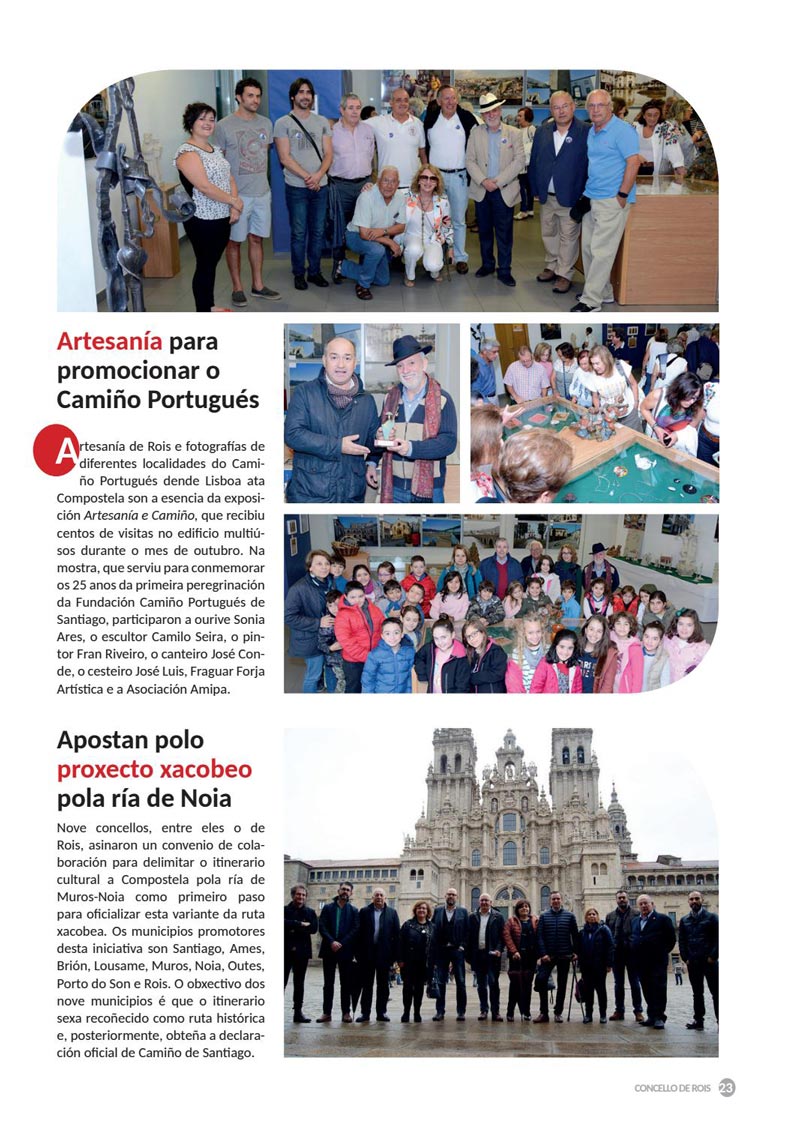 Artesanía para
promocionar o
Camiño Portugués
Artesanía de Rois e fotografías de
diferentes localidades do Cami-
ño Portugués dende Lisboa ata
Compostela son a esencia da exposi-
ción Artesanía e Camiño, que recibiu
centos de visitas no edificio multiú-
sos durante o mes de outubro. Na
mostra, que serviu para conmemorar
os 25 anos da primeira peregrinación
da Fundación Camiño Portugués de
Santiago, participaron a ourive Sonia
Ares, o escultor Camilo Seira, o pin-
tor Fran Riveiro, o canteiro José Con-
de, o cesteiro José Luis, Fraguar Forja
Artística e a Asociación Amipa.
Apostan polo
proxecto xacobeo
pola ría de Noia
Nove concellos, entre eles o de
Rois, asinaron un convenio de cola-
boración para delimitar o itinerario
cultural a Compostela pola ría de
Muros-Noia como primeiro paso
para oficializar esta variante da ruta
xacobea. Os municipios promotores
desta iniciativa son Santiago, Ames,
Brión, Lousame, Muros, Noia, Outes,
Porto do Son e Rois. O obxectivo dos
nove municipios é que o itinerario
sexa recoñecido como ruta histórica
e, posteriormente, obteña a declara-
ción oficial de Camiño de Santiago.
CONCELLO DE ROIS 23